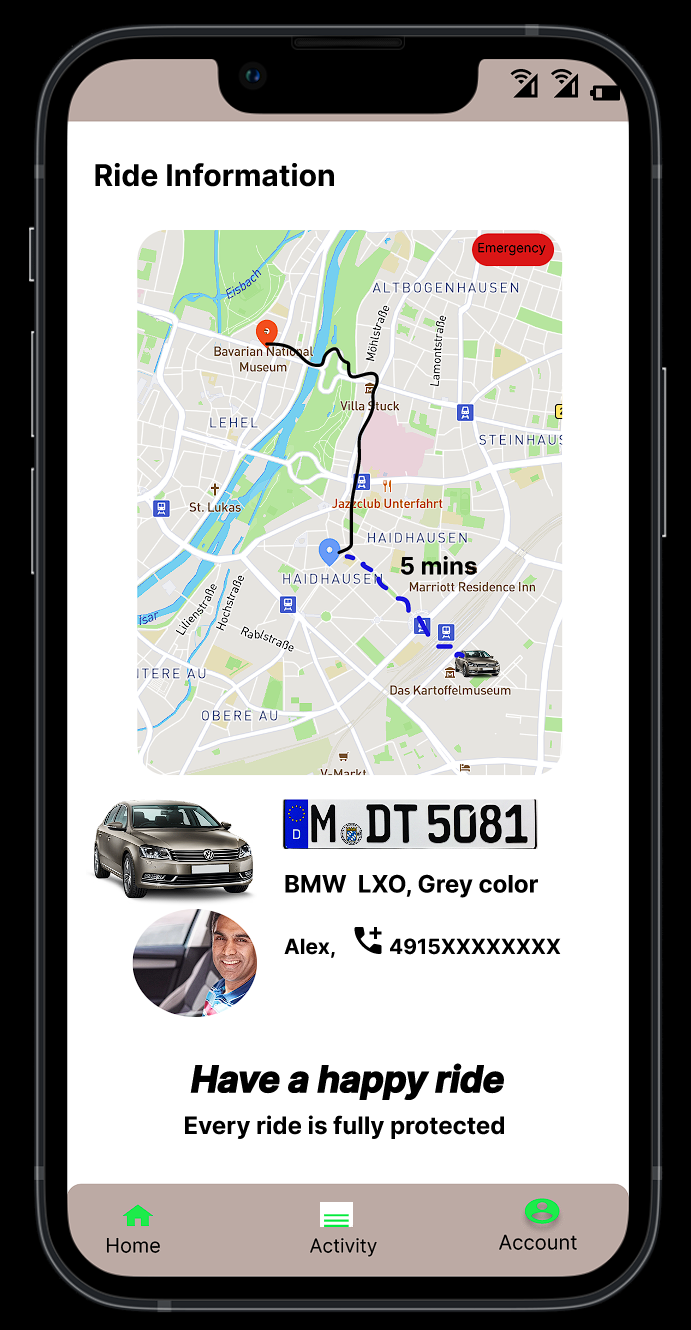 Ride Information
Emergency
Eisbach
ALTBOGENHAUSEN
Möhlstraße
Lamontstraße
Bavarian National
Museum
Villa Stuck
LEHEL
2
STEINHAUS
St. Lukas
Jazzclub Unterfahrt
HAIDHAUSEN
5 mins
HAIDHAUSEN
Marriott Residence Inn
Isar
Lilienstraße
Hochstraße
Rablstraße
NTERE AU
Das Kartoffelmuseum
OBERE AU
V-Markt
D
M DT 5081
BMW LXO, Grey color
Alex, 4915XXXXXXXX
Have a happy ride
Every ride is fully protected
Home
Activity
Account